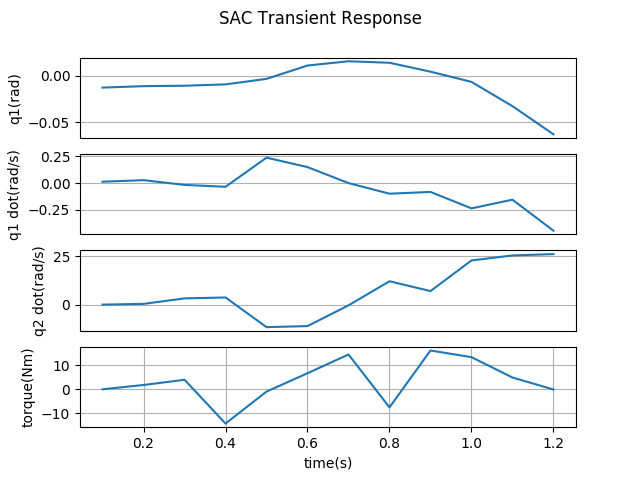 SAC Transient Response
q1(rad)
0.00
−0.05
q1 dot(rad/s)
0.25
0.00
−0.25
q2 dot(rad/s)
25
0
torque(Nm)
10
0
−10
0.2 0.4 0.6 0.8 1.0 1.2
time(s)